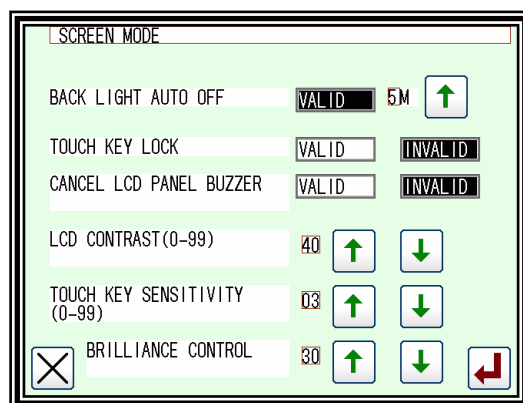 SCREEN MODE
BACK LIGHT AUTO OFF VALID 5M
TOUCH KEY LOCK VALID INVALID
CANCEL LCD PANEL BUZZER VALID INVALID
LCD CONTRAST(0-99) 40
TOUCH KEY SENSITIVITY 03
(0-99)
BRILLIANCE CONTROL 30